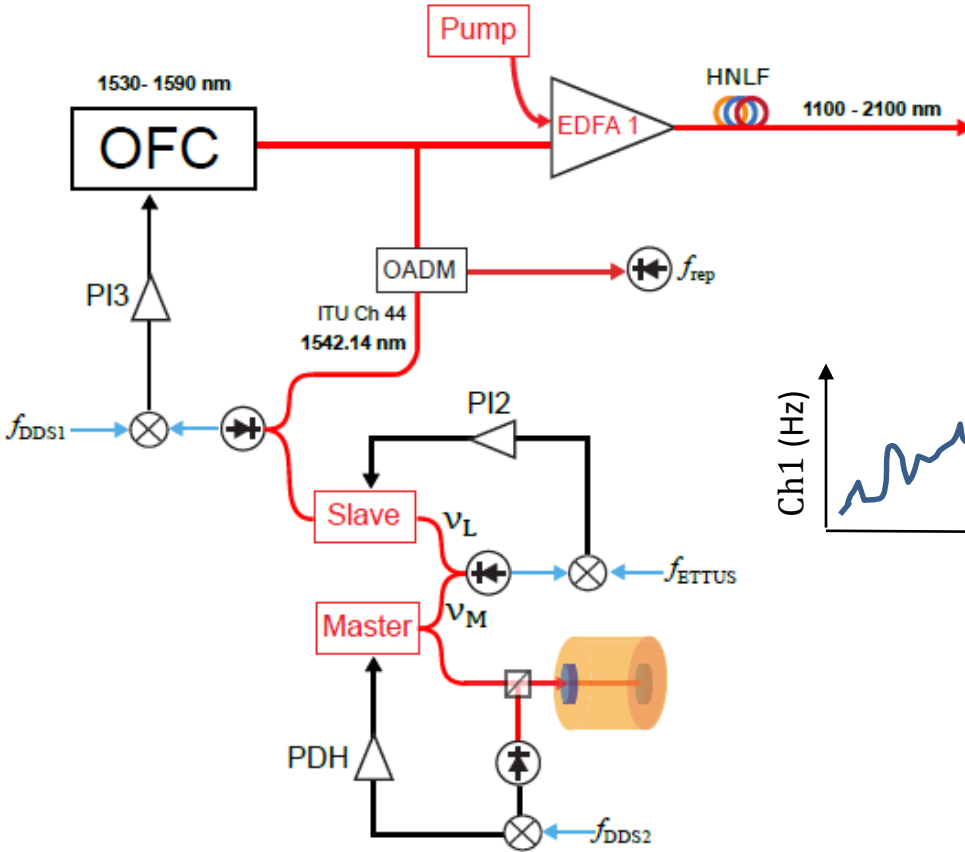 Pump
1530- 1590 nm
HNLF
OFC
EDFA 1
1100 - 2100 nm
OADM
frep
PI3
ITU Ch 44
1542.14 nm
PI2
fDDS1
Ch1 (Hz)
Slave
νL
fETTUS
νM
Master
PDH
fDDS2